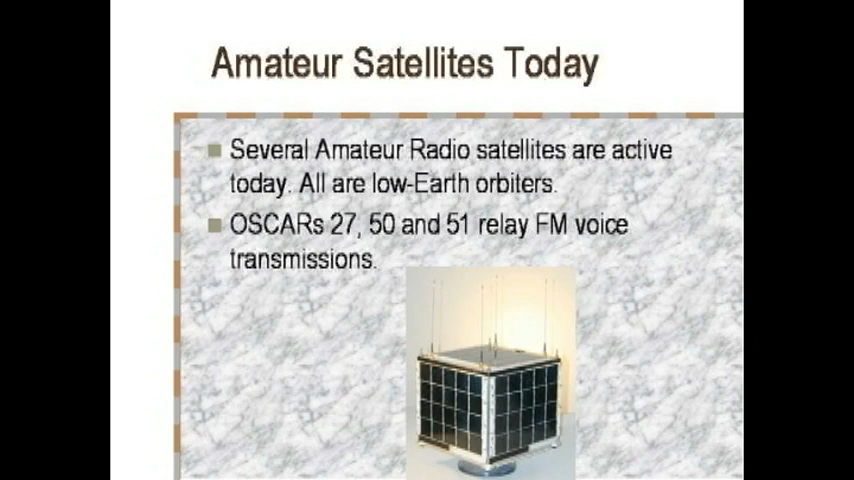 Amateur Satellites Today
Several Amateur Radio satellites are active
today. All are low-Earth orbiters.
OSCARs 27, 50 and 51 relay FM voice
transmissions.